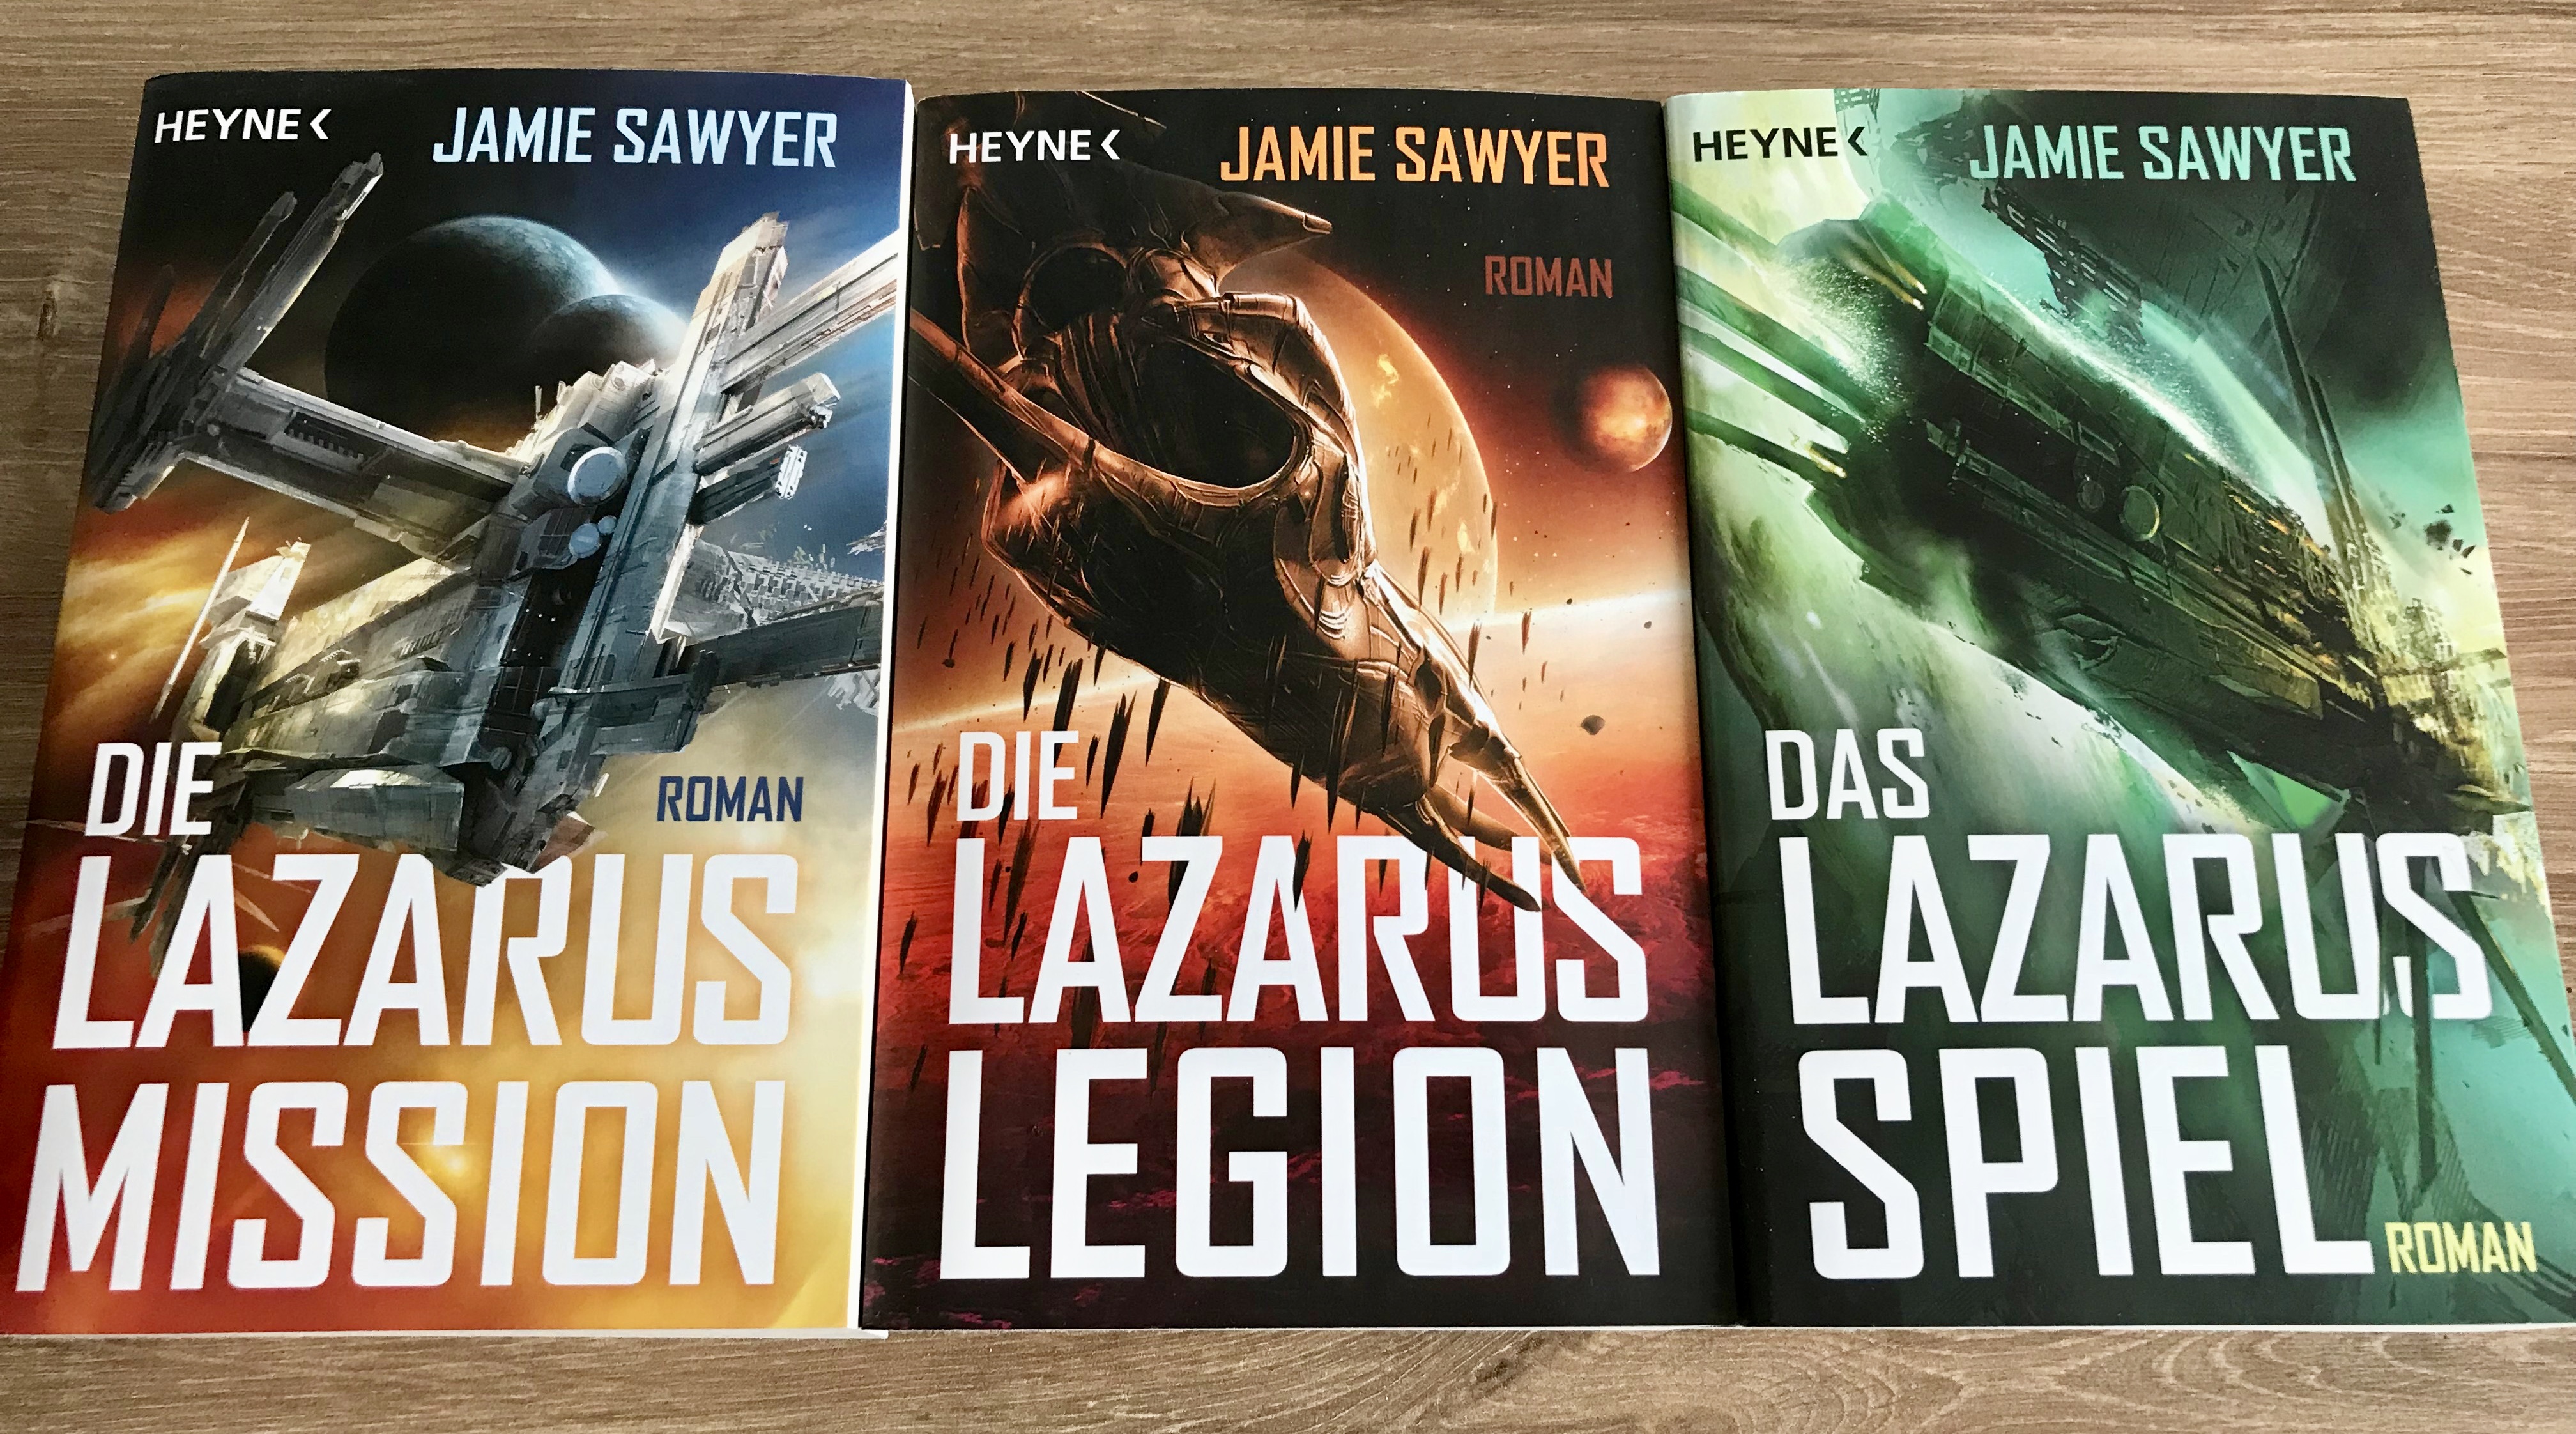 HEYNE <
JAMIE SAWYER
DIE
ROMAN
LAZARUS
MISSION
HEYNE <
JAMIE SAWYER
ROMAN
DIE
LAZARUS
LEGION
HEYNE <
JAMIE SAWYER
DAS
LAZARUS
SPIEL
ROMAN